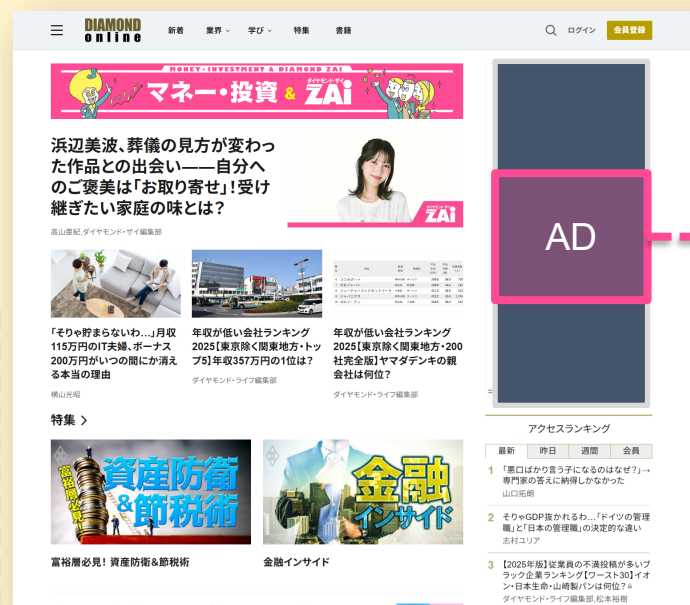 DIAMOND
online
新着
業界
学び
特集
書籍
ログイン
会員登録
MONEY・INVESTMENT & DIAMOND ZAI
マネー・投資 & ダイヤモンド・ザイ ZAi
浜辺美波、葬儀の見方が変わっ
た作品との出会い——自分へ
のご褒美は「お取り寄せ」！受け
継ぎたい家庭の味とは？
高山亜紀,ダイヤモンド・ザイ編集部
ダイヤモンド・ザイ
ZAi
「そりゃ貯まらないわ…」月収
115万円のIT夫婦、ボーナス
200万円がいつの間にか消え
る本当の理由
横山光昭
年収が低い会社ランキング
2025【東京除く関東地方・トッ
プ5】年収357万円の1位は？
ダイヤモンド・ライフ編集部
年収が低い会社ランキング
2025【東京除く関東地方・200
社完全版】ヤマダデンキの親
会社は何位？
ダイヤモンド・ライフ編集部
特集
富裕層必見！
資産防衛
&節税術
富裕層必見！ 資産防衛&節税術
金融
インサイド
金融インサイド
AD
アクセスランキング
最新
昨日
週間
会員
1 「悪口ばかり言う子になるのはなぜ？」→
専門家の答えに納得しかなかった
山口拓朗
2 そりゃGDP抜かれるわ…「ドイツの管理
職」と「日本の管理職」の決定的な違い
志村ユリア
3 【2025年版】従業員の不満投稿が多いブ
ラック企業ランキング【ワースト30】イオ
ン・日本生命・山崎製パンは何位？
ダイヤモンド・ライフ編集部,松本裕樹